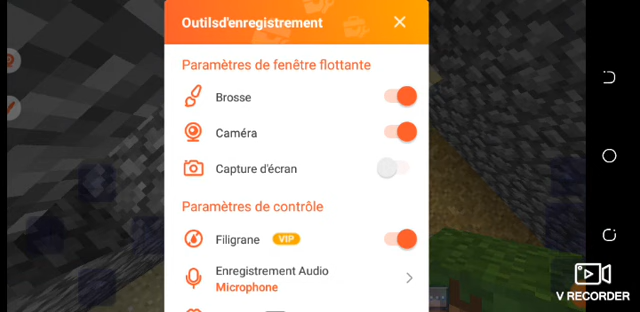 Outilsd'enregistrement
Paramètres de fenêtre flottante
Brosse
Caméra
Capture d'écran
Paramètres de contrôle
Filigrane VIP
Enregistrement Audio
Microphone
V RECORDER